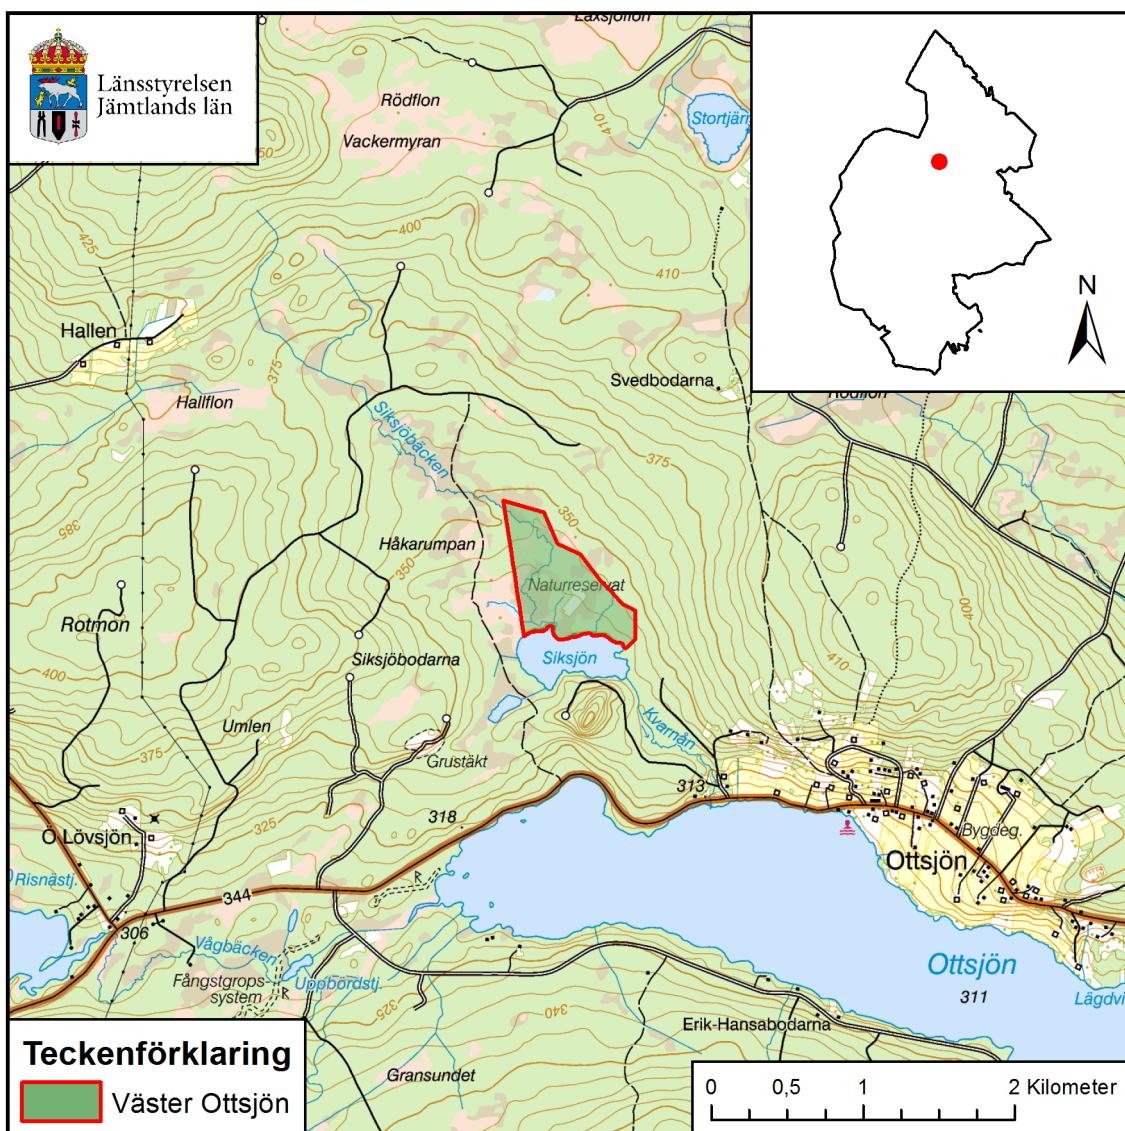 Länsstyrelsen
Jämtlands län
Laxsjöflon
Rödflon
Vackermyran
Stortjärn
410
400
425
410
Hallen
375
Svedbodarna
Rödflon
Hallflon
Siksjöbäcken
375
385
350
Håkarumpan
350
Naturreservat
400
Rotmon
Siksjöbodarna
Siksjön
410
400
Umlen
Kvarnån
375
Grustäkt
313
318
325
Ö Lövsjön
Bygdeg.
Ottsjön
Risnästj.
344
306
Vågbäcken
R
Fångstgrops-
system
R
Uppbördstj.
Ottsjön
311
Lägdvi
325
340
Erik-Hansabodarna
Gransundet
N
Teckenförklaring
Väster Ottsjön
0 0,5 1 2 Kilometer